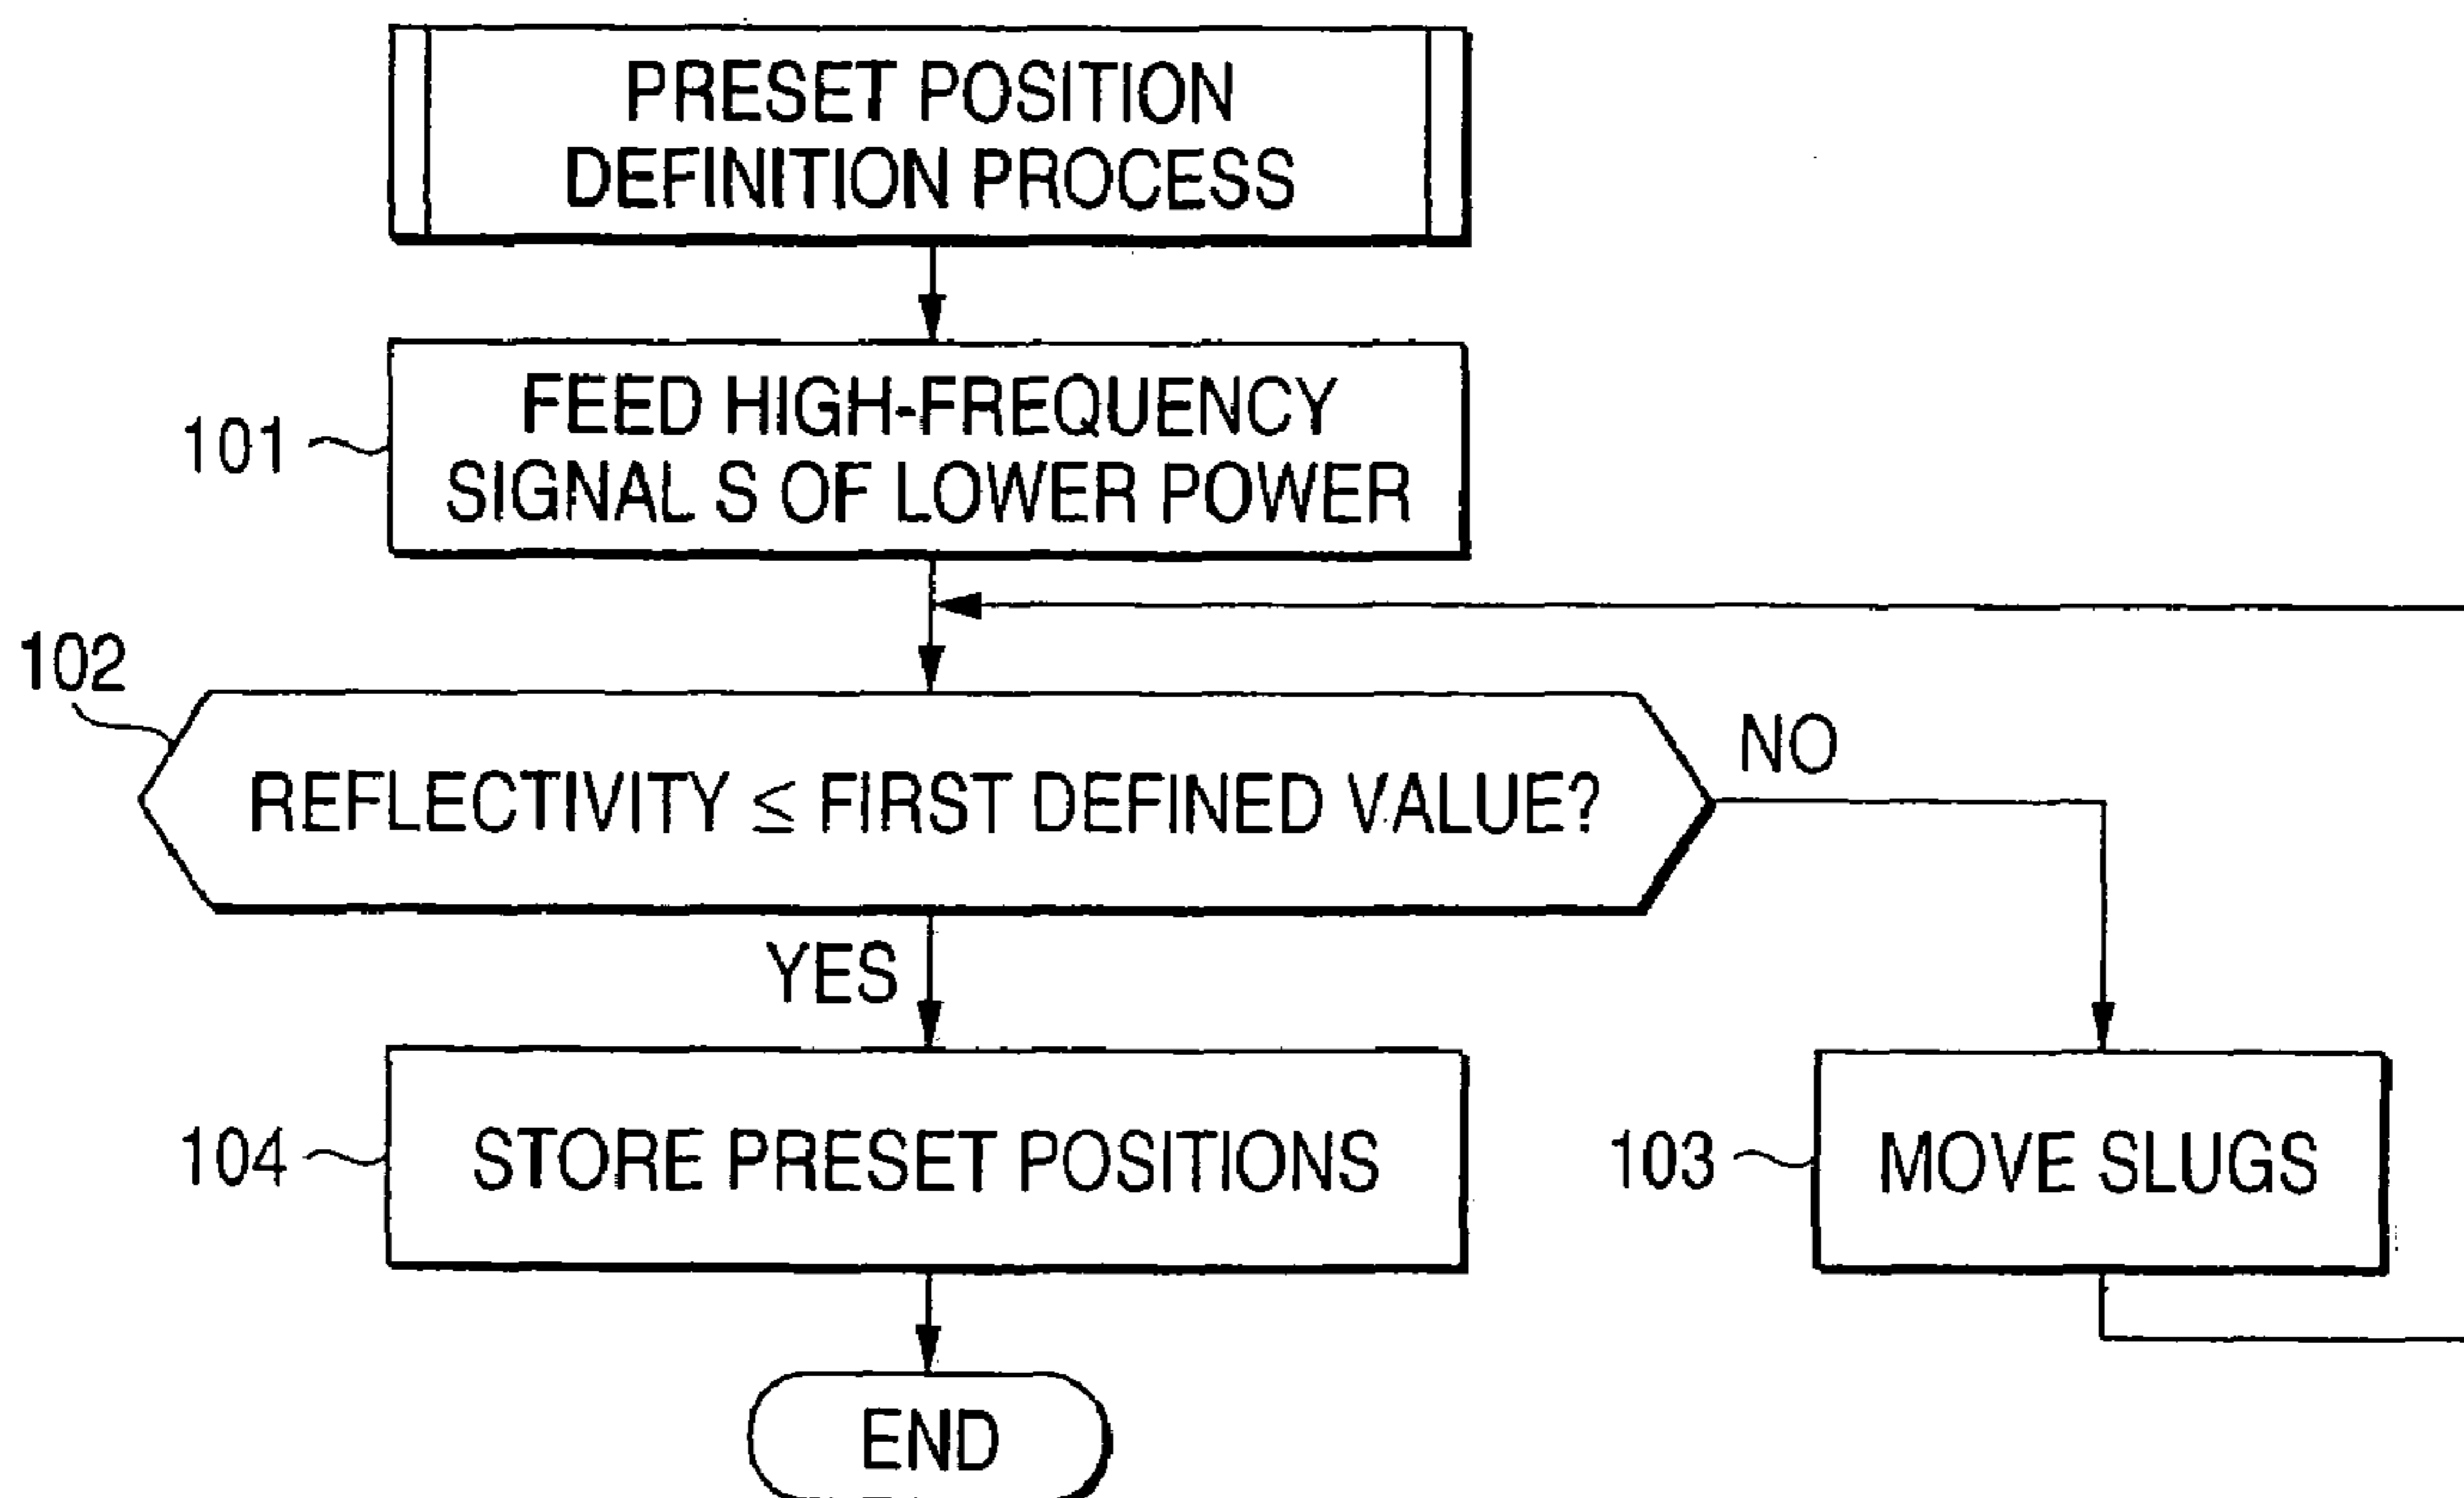 PRESET POSITION
DEFINITION PROCESS
101
FEED HIGH-FREQUENCY
SIGNAL S OF LOWER POWER
102
REFLECTIVITY ≤ FIRST DEFINED VALUE?
NO
YES
104
STORE PRESET POSITIONS
103
MOVE SLUGS
END